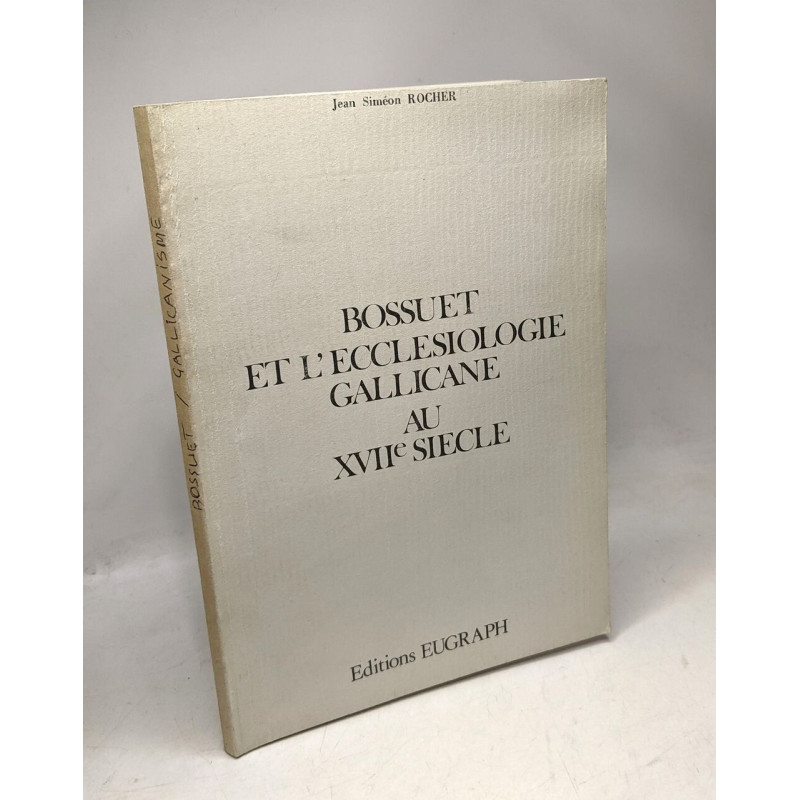 Jean Siméon ROCHER
BOSSUET
ET L'ECCLESIOLOGIE
GALLICANE
AU
XVIIe SIECLE
Editions EUGRAPH
BOSSUET / GALLICANISME